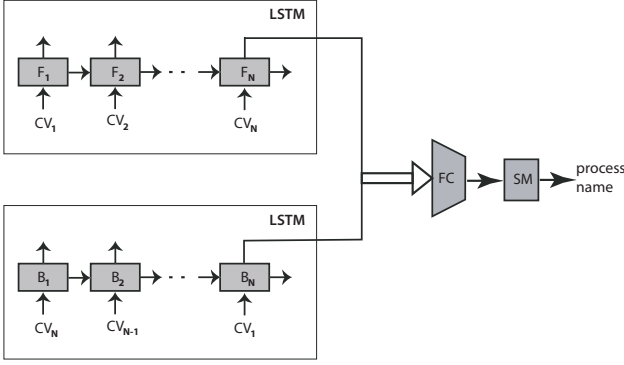 LSTM
F1 F2 FN
CV1 CV2 CVN
FC SM process name
LSTM
B1 B2 BN
CVN CVN-1 CV1